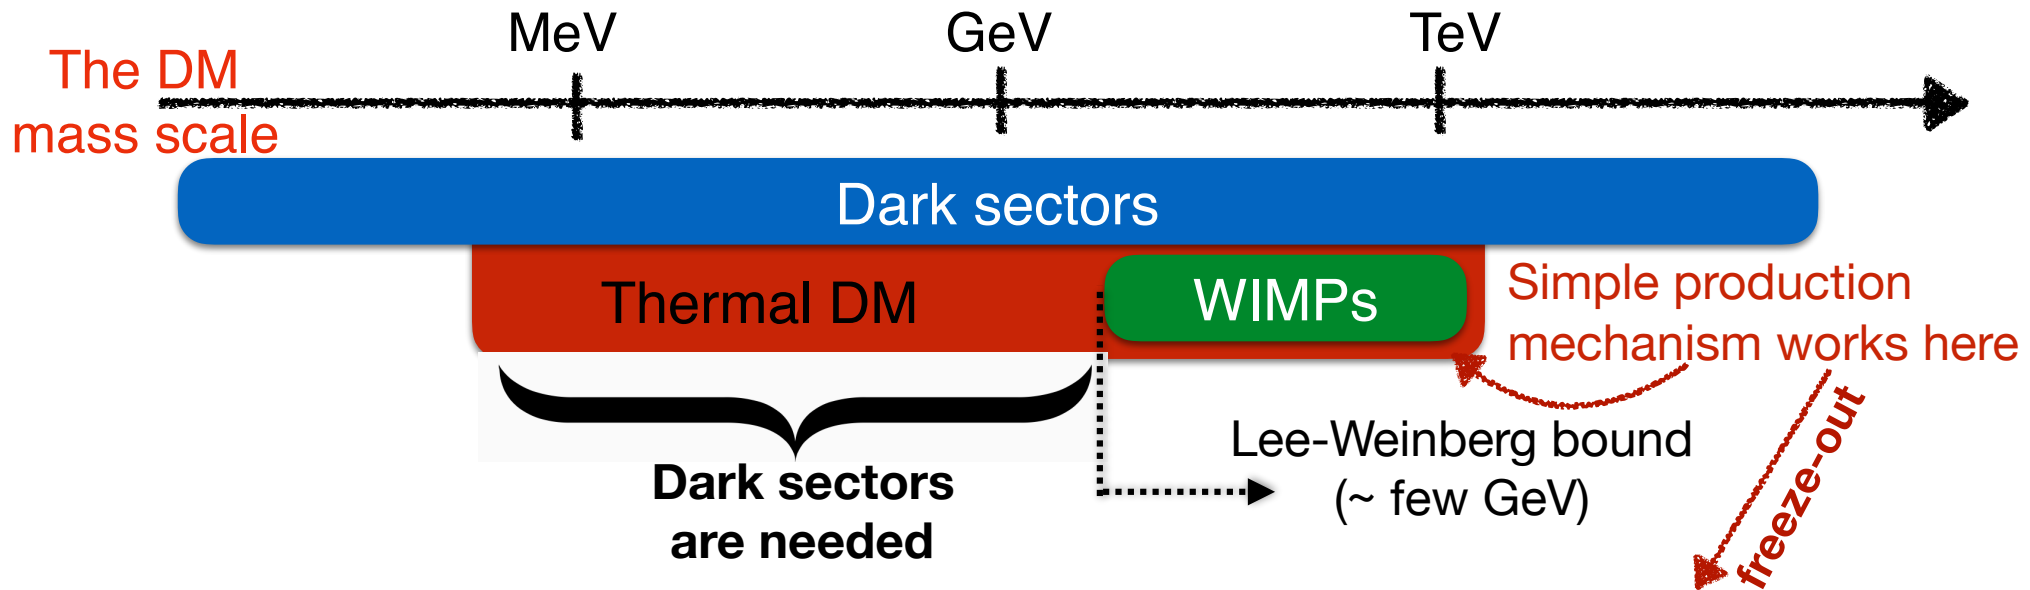 MeV
GeV
TeV
The DM
mass scale
Dark sectors
Thermal DM
WIMPs
Simple production
mechanism works here
Lee-Weinberg bound
(~ few GeV)
freeze-out
Dark sectors
are needed